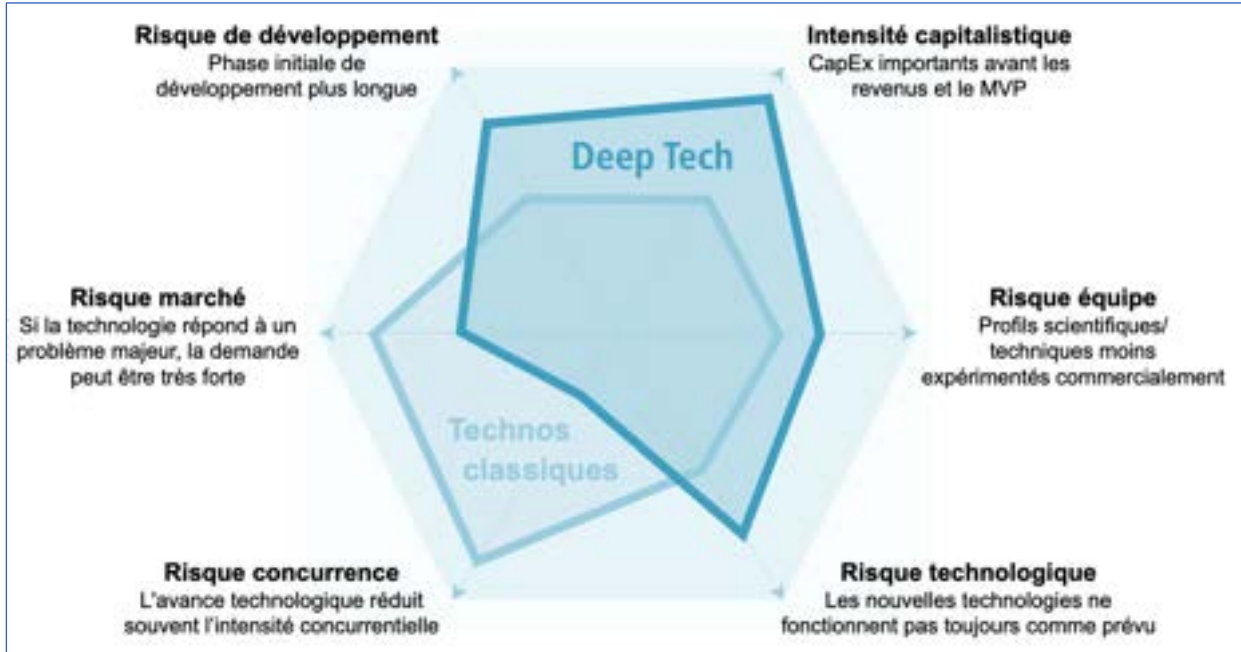 Risque de développement
Phase initiale de
développement plus longue
Intensité capitalistique
CapEx importants avant les
revenus et le MVP
Deep Tech
Risque marché
Si la technologie répond à un
problème majeur, la demande
peut être très forte
Risque équipe
Profils scientifiques/
techniques moins
expérimentés commercialement
Technos
classiques
Risque concurrence
L'avance technologique réduit
souvent l'intensité concurrentielle
Risque technologique
Les nouvelles technologies ne
fonctionnent pas toujours comme prévu